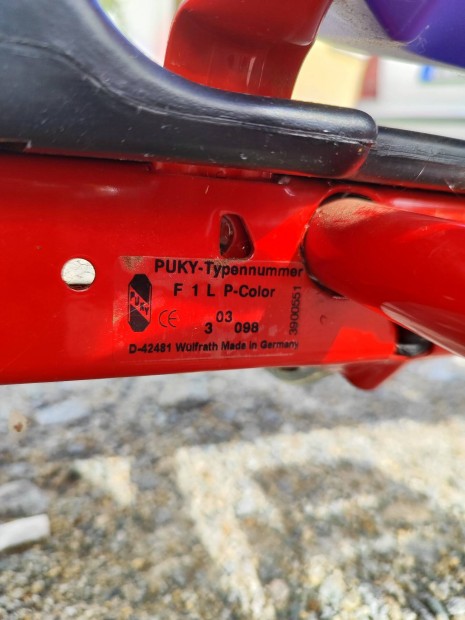 PUKY-Typennummer
F 1 L P-Color
PUKY
CE
03
3 098
3900551
D-42481 Wülfrath Made in Germany